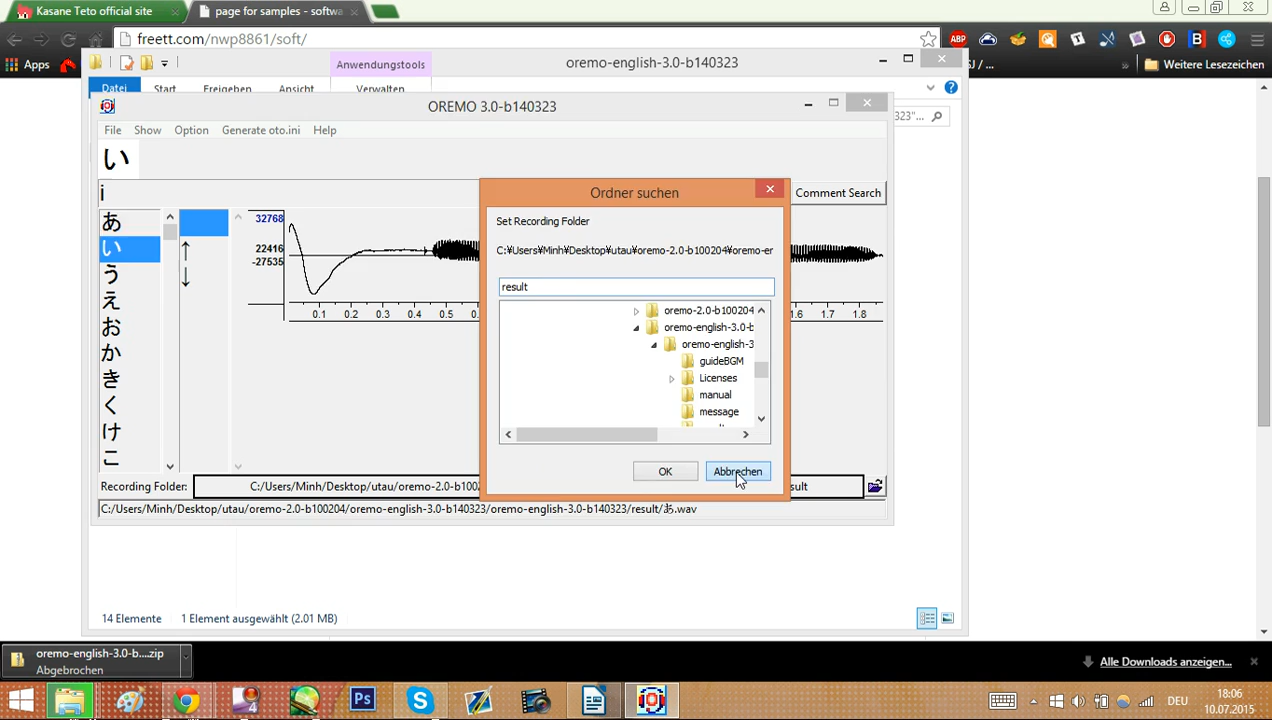 Kasane Teto official site
page for samples - softwa
freett.com/nwp8861/soft/
ABP
Apps
Weitere Lesezeichen
Anwendungstools
oremo-english-3.0-b140323
Datei
Start
Freigeben
Ansicht
Verwalten
OREMO 3.0-b140323
323"...
File
Show
Option
Generate oto.ini
Help
い
i
Comment Search
あ
い
う
え
お
か
き
く
け
こ
32768
22416
-27535
0.1
0.2
0.3
0.4
0.5
1.6
1.7
1.8
Ordner suchen
Set Recording Folder
C:¥Users¥Minh¥Desktop¥utau¥oremo-2.0-b100204¥oremo-er
result
oremo-2.0-b100204
oremo-english-3.0-b
oremo-english-3
guideBGM
Licenses
manual
message
OK
Abbrechen
Recording Folder:
C:/Users/Minh/Desktop/utau/oremo-2.0-b100
sult
C:/Users/Minh/Desktop/utau/oremo-2.0-b100204/oremo-english-3.0-b140323/oremo-english-3.0-b140323/result/あ.wav
14 Elemente
1 Element ausgewählt (2.01 MB)
oremo-english-3.0-b....zip
Abgebrochen
Alle Downloads anzeigen...
4
Ps
DEU
18:06
10.07.2015